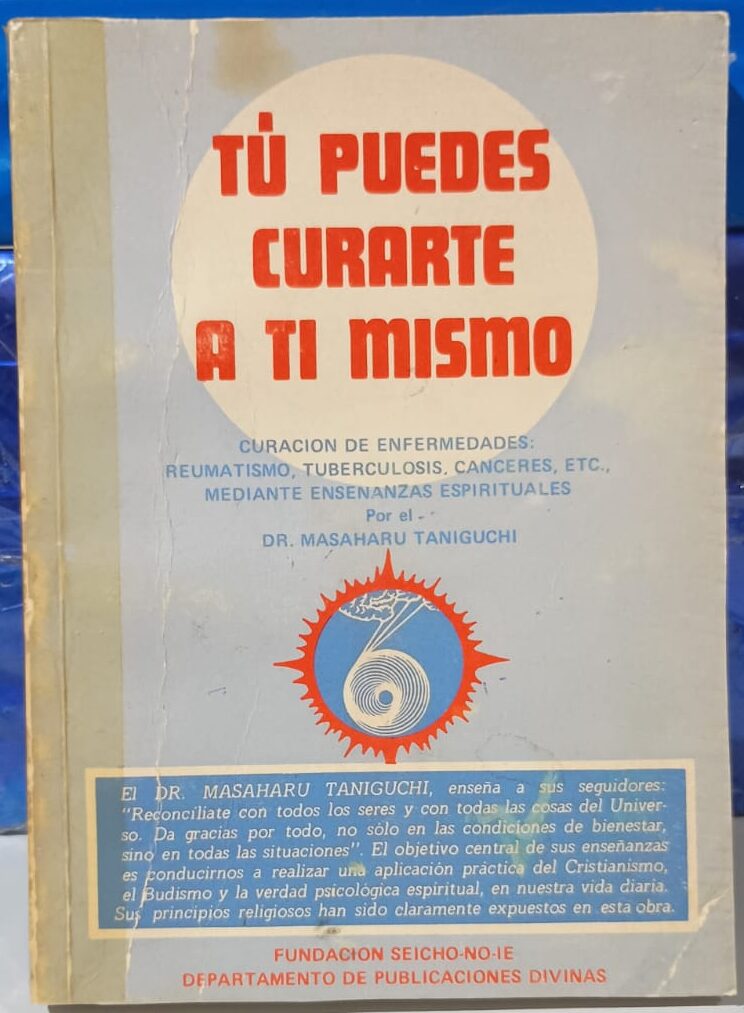 TÚ PUEDES
CURARTE
A TI MISMO
CURACION DE ENFERMEDADES:
REUMATISMO, TUBERCULOSIS, CANCERES, ETC.,
MEDIANTE ENSENANZAS ESPIRITUALES
Por el
DR. MASAHARU TANIGUCHI
El DR. MASAHARU TANIGUCHI, enseña a sus seguidores:
"Reconcíliate con todos los seres y con todas las cosas del Univer-
so. Da gracias por todo, no sólo en las condiciones de bienestar,
sino en todas las situaciones". El objetivo central de sus enseñanzas
es conducirnos a realizar una aplicación práctica del Cristianismo,
el Budismo y la verdad psicológica espiritual, en nuestra vida diaria.
Sus principios religiosos han sido claramente expuestos en esta obra.
FUNDACION SEICHO-NO-IE
DEPARTAMENTO DE PUBLICACIONES DIVINAS